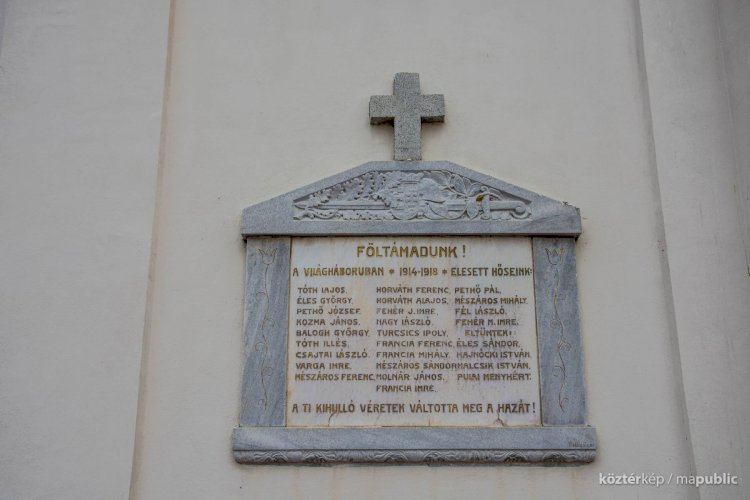 FÖLTÁMADUNK!
A VILÁGHÁBORUBAN * 1914-1918 * ELESETT HŐSEINK:
TÓTH LAJOS,
ÉLES GYÖRGY,
PETHŐ JÓZSEF,
KOZMA JÁNOS,
BALOGH GYÖRGY,
TÓTH ILLÉS,
CSAJTAI LÁSZLÓ,
VARGA IMRE,
MÉSZÁROS FERENC,
HORVÁTH FERENC,
HORVÁTH LAJOS,
FEHÉR J. IMRE,
NAGY LÁSZLÓ,
TURCSICS IPOLY,
FRANCIA FERENC,
FRANCIA MIHÁLY,
MÉSZÁROS SÁNDOR
MOLNÁR JÁNOS,
FRANCIA IMRE,
PETHŐ PÁL,
MÉSZÁROS MIHÁLY,
FÉL LÁSZLÓ,
FEHÉR M. IMRE,
ELTÜNTEK:
ÉLES SÁNDOR,
HAJNÓCKI ISTVÁN,
MALCSIK ISTVÁN,
PULAI MENYHÉRT,
A TI KIHULLÓ VÉRETEK VÁLTOTTA MEG A HAZÁT!
köztérkép / mapublic